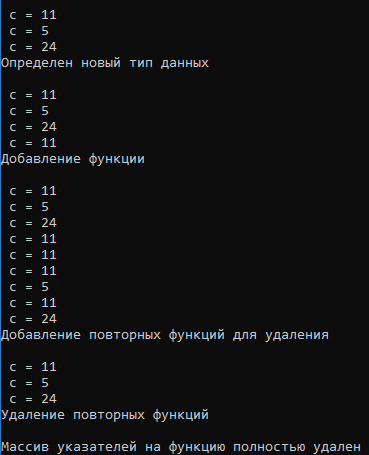 c = 11
c = 5
c = 24
Определен новый тип данных
c = 11
c = 5
c = 24
c = 11
Добавление функции
c = 11
c = 5
c = 24
c = 11
c = 11
c = 11
c = 5
c = 11
c = 24
Добавление повторных функций для удаления
c = 11
c = 5
c = 24
Удаление повторных функций
Массив указателей на функцию полностью удален